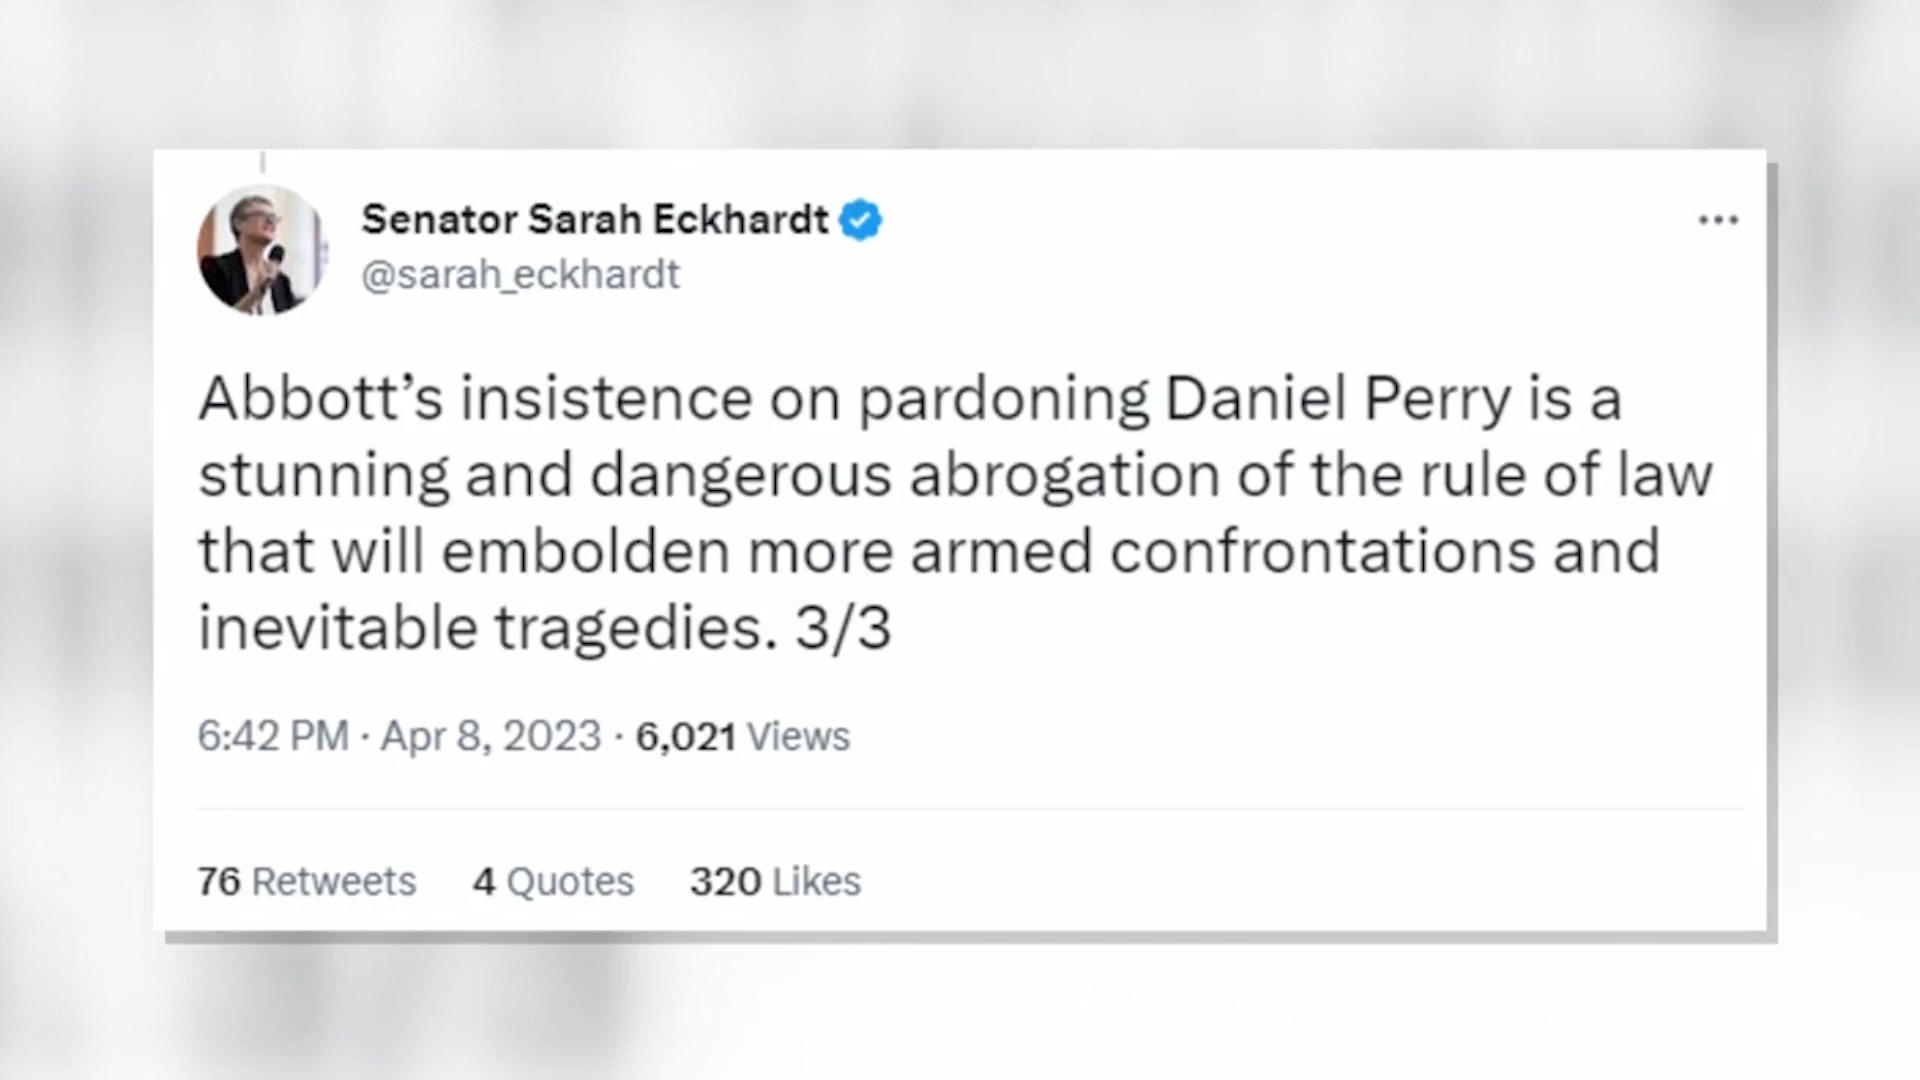 Senator Sarah Eckhardt
@sarah_eckhardt
Abbott’s insistence on pardoning Daniel Perry is a
stunning and dangerous abrogation of the rule of law
that will embolden more armed confrontations and
inevitable tragedies. 3/3
6:42 PM · Apr 8, 2023 · 6,021 Views
76 Retweets 4 Quotes 320 Likes